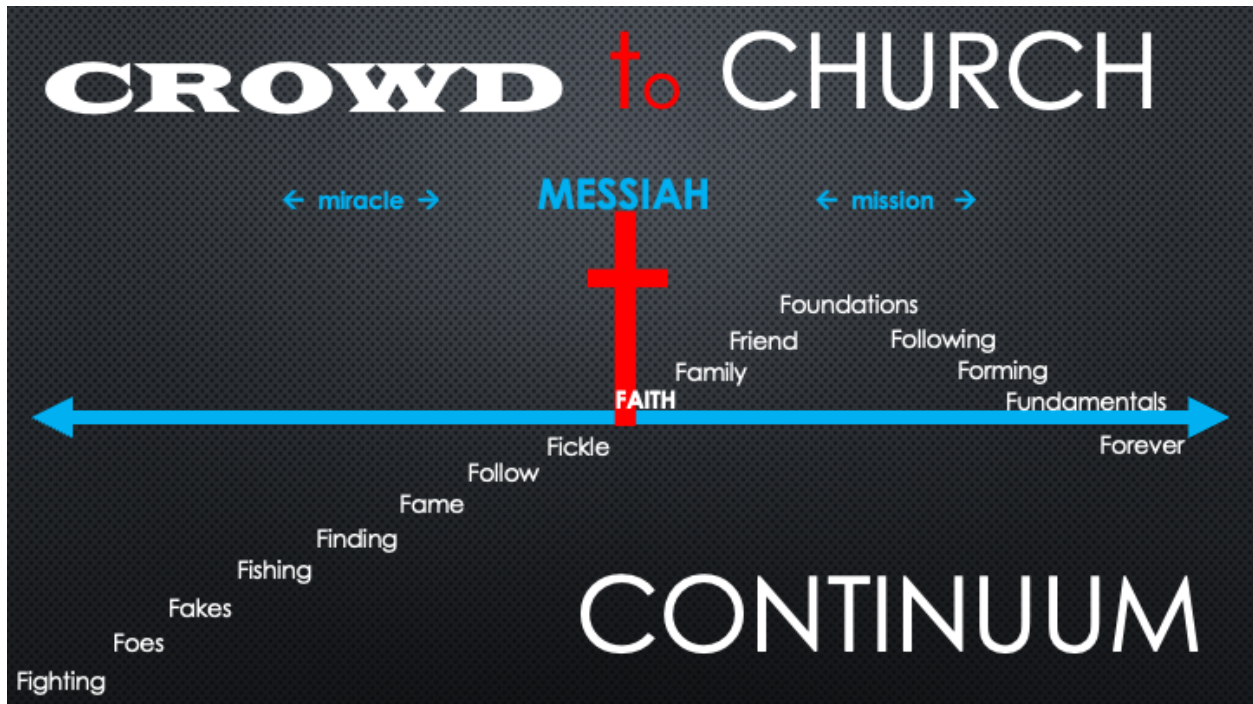 CROWD to CHURCH
← miracle → MESSIAH ← mission →
Foundations
Friend Following
Family Forming
FAITH Fundamentals
Fickle Forever
Follow
Fame
Finding
Fishing
Fakes
Foes
Fighting
CONTINUUM